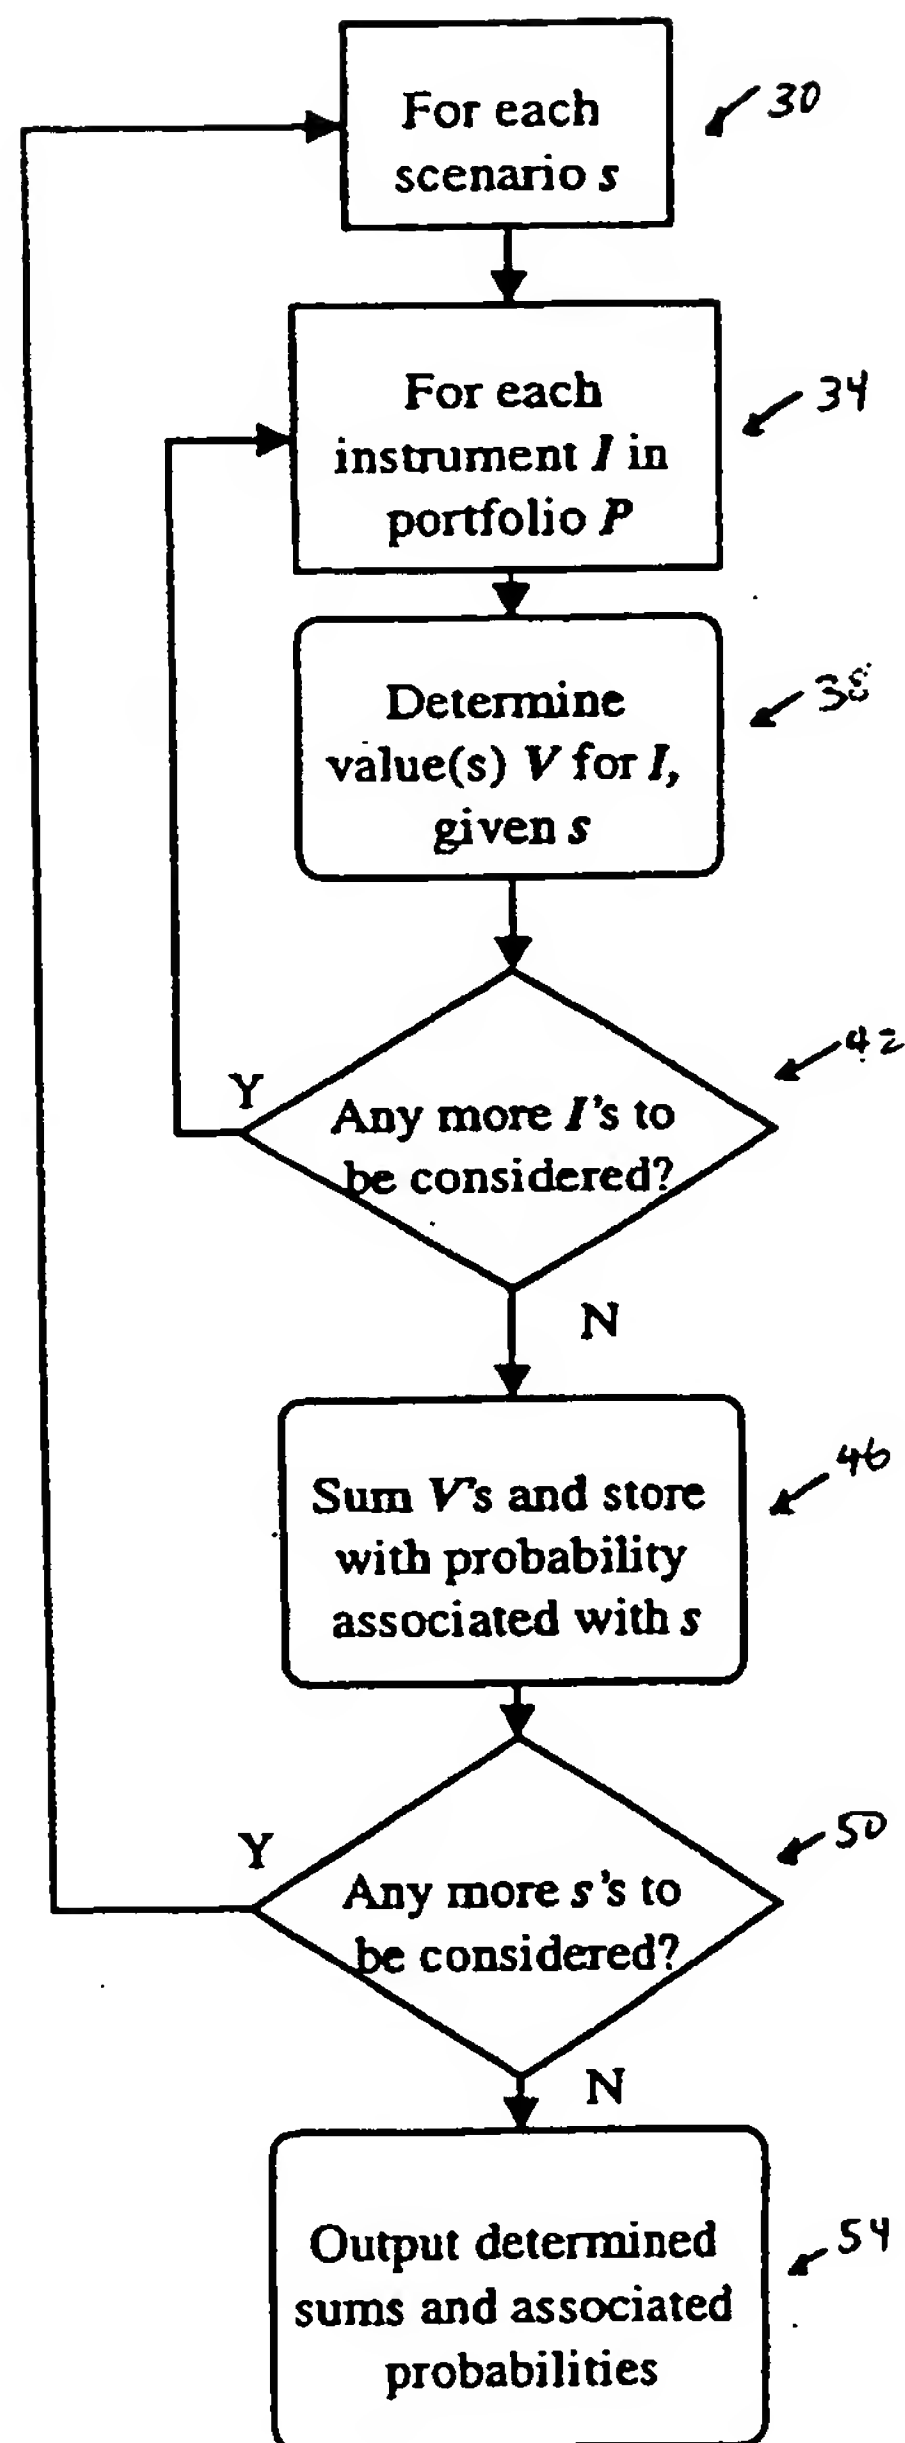 For each
scenario s
30
For each
instrument I in
portfolio P
34
Determine
value(s) V for I,
given s
38
Any more I's to
be considered?
42
Y
N
Sum V's and store
with probability
associated with s
46
Any more s's to
be considered?
50
Y
N
Output determined
sums and associated
probabilities
54